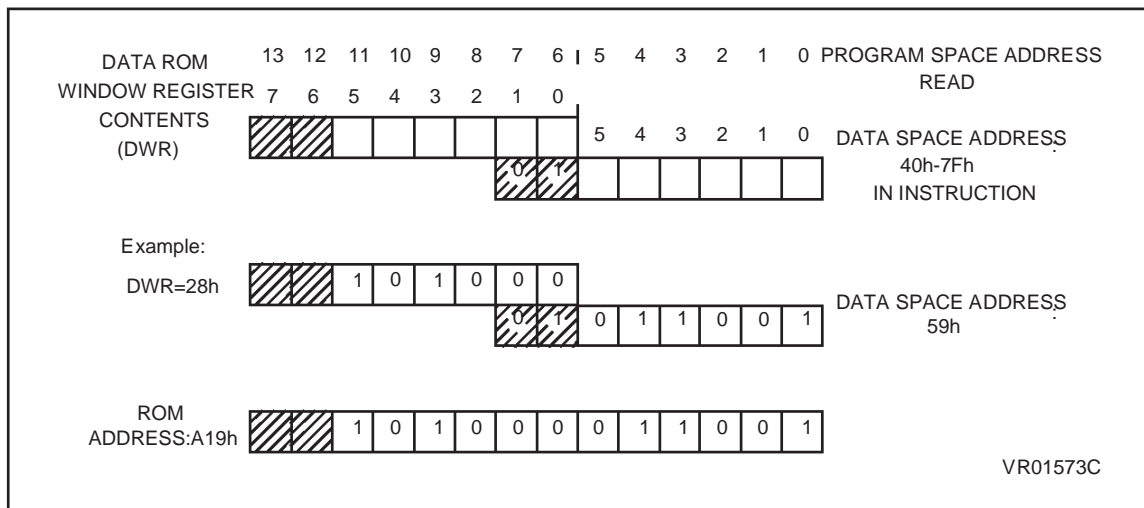 13 12 11 10 9 8 7 6 5 4 3 2 1 0 PROGRAM SPACE ADDRESS
READ
DATA ROM
WINDOW REGISTER
CONTENTS
(DWR)
7 6 5 4 3 2 1 0
5 4 3 2 1 0 DATA SPACE ADDRESS :
40h-7Fh
IN INSTRUCTION
0 1
Example:
DWR=28h
1 0 1 0 0 0
0 1 0 1 1 0 0 1
DATA SPACE ADDRESS :
59h
ROM
ADDRESS:A19h
1 0 1 0 0 0 0 1 1 0 0 1
VR01573C